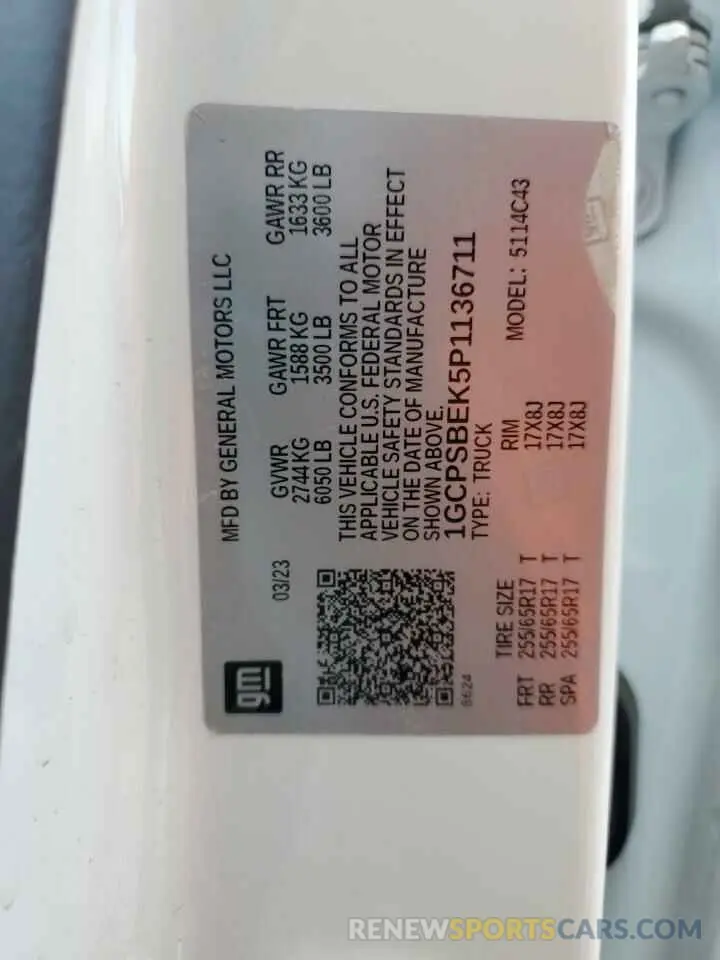 gm
MFD BY GENERAL MOTORS LLC
03/23
GVWR GAWR FRT GAWR RR
2744 KG 1588 KG 1633 KG
6050 LB 3500 LB 3600 LB
THIS VEHICLE CONFORMS TO ALL
APPLICABLE U.S. FEDERAL MOTOR
VEHICLE SAFETY STANDARDS IN EFFECT
ON THE DATE OF MANUFACTURE
SHOWN ABOVE.
1GCPSBEK5P1136711
TYPE: TRUCK
8624
MODEL: 5114C43
TIRE SIZE RIM
FRT 255/65R17 T 17X8J
RR 255/65R17 T 17X8J
SPA 255/65R17 T 17X8J
RENEWSPORTSCARS.COM